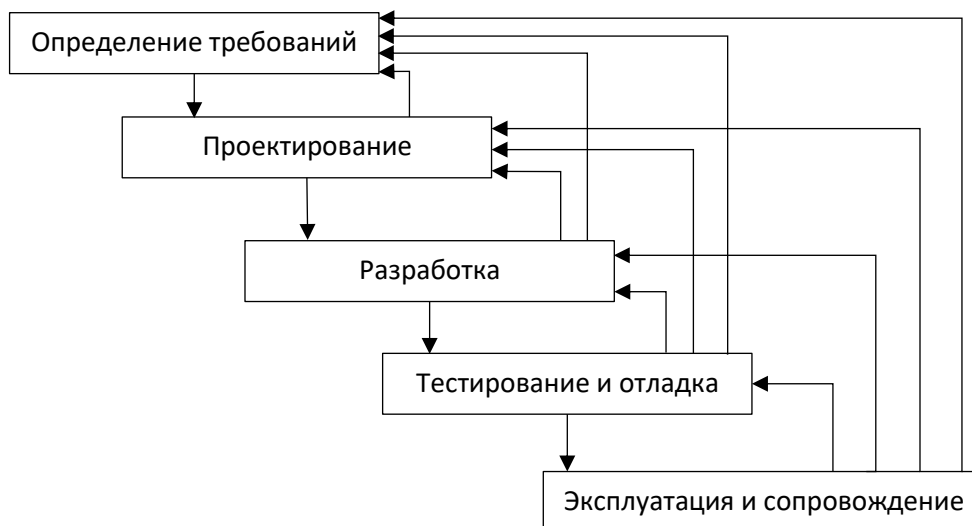 Определение требований
Проектирование
Разработка
Тестирование и отладка
Эксплуатация и сопровождение